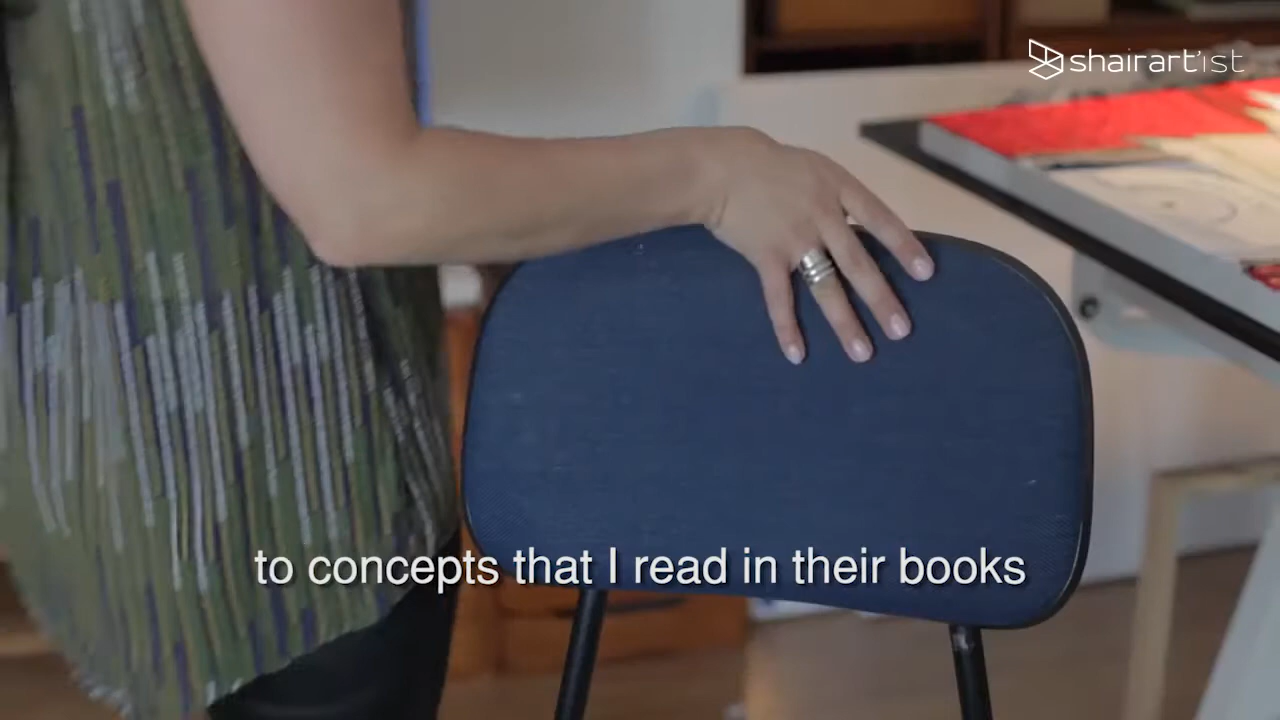 shairart'ist
to concepts that I read in their books